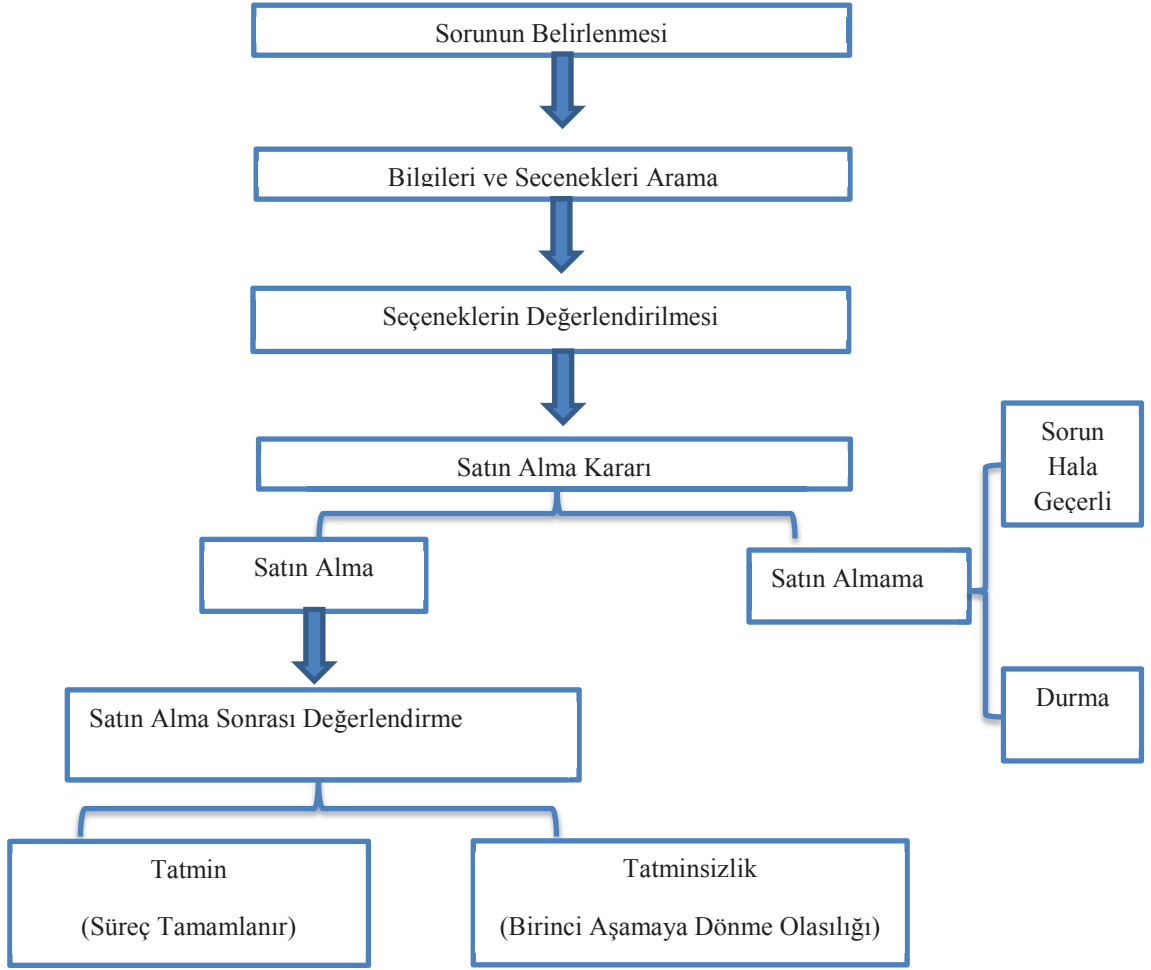 Sorunun Belirlenmesi
Bilgileri ve Seçenekleri Arama
Seçeneklerin Değerlendirilmesi
Satın Alma Kararı
Sorun
Hala
Geçerli
Satın Alma
Satın Almama
Durma
Satın Alma Sonrası Değerlendirme
Tatmin
(Süreç Tamamlanır)
Tatminsizlik
(Birinci Aşamaya Dönme Olasılığı)